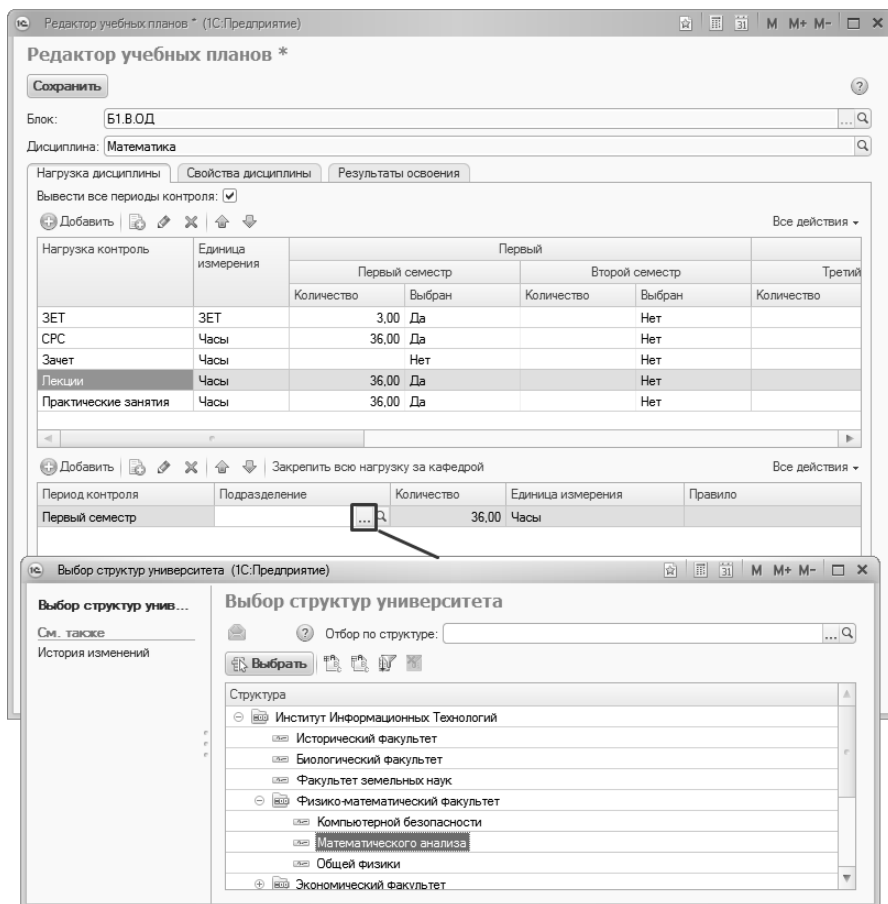 Редактор учебных планов * (1С:Предприятие) 31 M M+ M-
Редактор учебных планов *
Сохранить ?
Блок: Б1.В.ОД ...
Дисциплина: Математика
Нагрузка дисциплины Свойства дисциплины Результаты освоения
Вывести все периоды контроля:
Добавить Все действия
Нагрузка контроль Единица измерения Первый
Первый семестр Второй семестр Третий
Количество Выбран Количество Выбран Количество
ЗЕТ ЗЕТ 3,00 Да Нет
СРС Часы 36,00 Да Нет
Зачет Часы Нет Нет
Лекции Часы 36,00 Да Нет
Практические занятия Часы 36,00 Да Нет
Добавить Закрепить всю нагрузку за кафедрой Все действия
Период контроля Подразделение Количество Единица измерения Правило
Первый семестр ... 36,00 Часы
Выбор структур университета (1С:Предприятие) 31 M M+ M-
Выбор структур унив...
См. также
История изменений
Выбор структур университета
? Отбор по структуре: ...
Выбрать
Структура
Институт Информационных Технологий
Исторический факультет
Биологический факультет
Факультет земельных наук
Физико-математический факультет
Компьютерной безопасности
Математического анализа
Общей физики
Экономический факультет